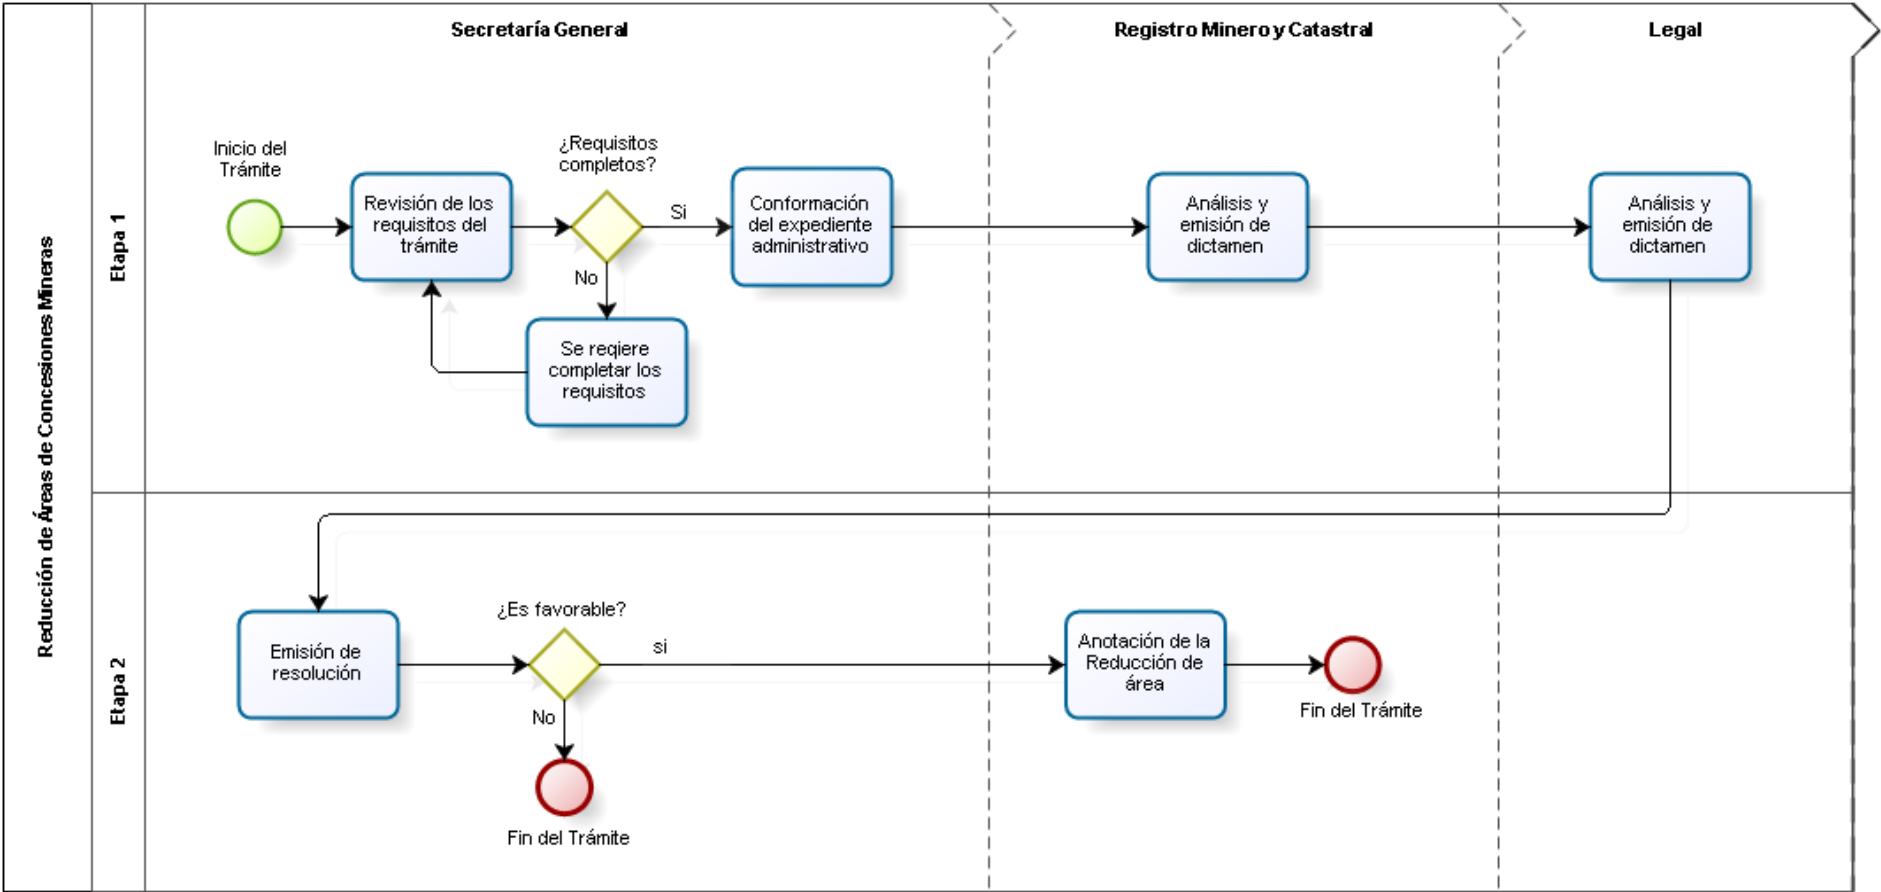 Secretaría General
Registro Minero y Catastral
Legal
Reducción de Áreas de Concesiones Mineras
Etapa 1
Inicio del
Trámite
Revisión de los
requisitos del
trámite
¿Requisitos
completos?
Si
No
Se reqiere
completar los
requisitos
Conformación
del expediente
administrativo
Análisis y
emisión de
dictamen
Análisis y
emisión de
dictamen
Etapa 2
Emisión de
resolución
¿Es favorable?
si
No
Fin del Trámite
Anotación de la
Reducción de
área
Fin del Trámite